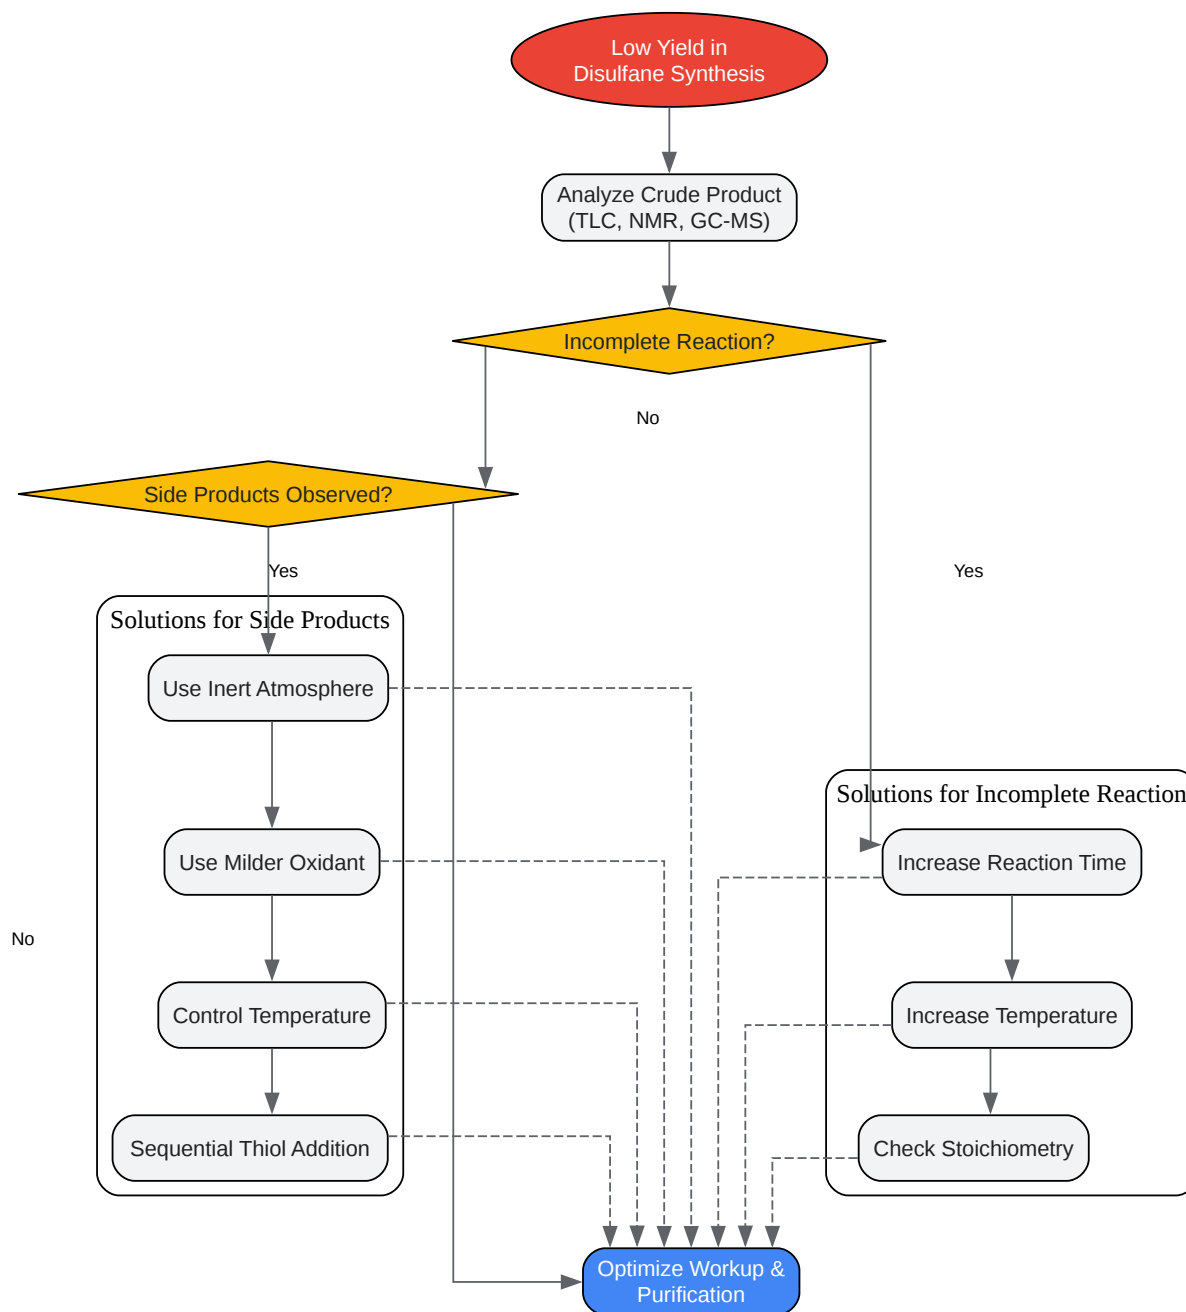 Low Yield in
Disulfane Synthesis
Analyze Crude Product
(TLC, NMR, GC-MS)
Incomplete Reaction?
No
Side Products Observed?
Yes
Yes
Solutions for Side Products
Use Inert Atmosphere
Use Milder Oxidant
No
Control Temperature
Sequential Thiol Addition
Solutions for Incomplete Reaction
Increase Reaction Time
Increase Temperature
Check Stoichiometry
Optimize Workup &
Purification